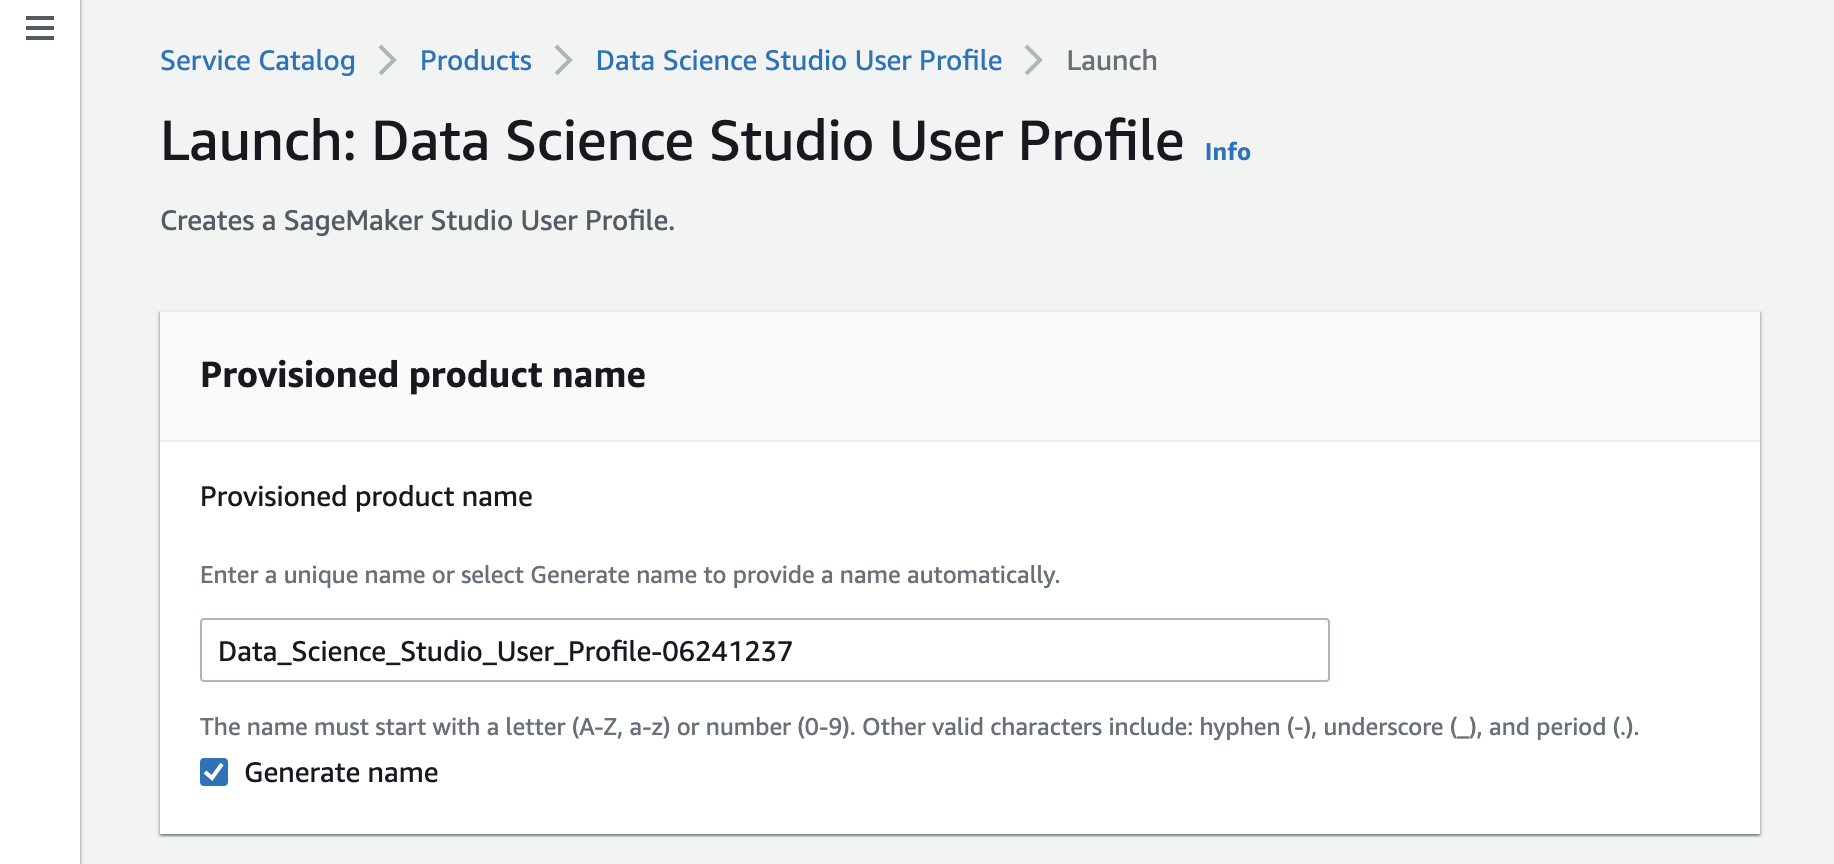 Service Catalog > Products > Data Science Studio User Profile > Launch
Launch: Data Science Studio User Profile Info
Creates a SageMaker Studio User Profile.
Provisioned product name
Provisioned product name
Enter a unique name or select Generate name to provide a name automatically.
Data_Science_Studio_User_Profile-06241237
The name must start with a letter (A-Z, a-z) or number (0-9). Other valid characters include: hyphen (-), underscore (_), and period (.).
Generate name